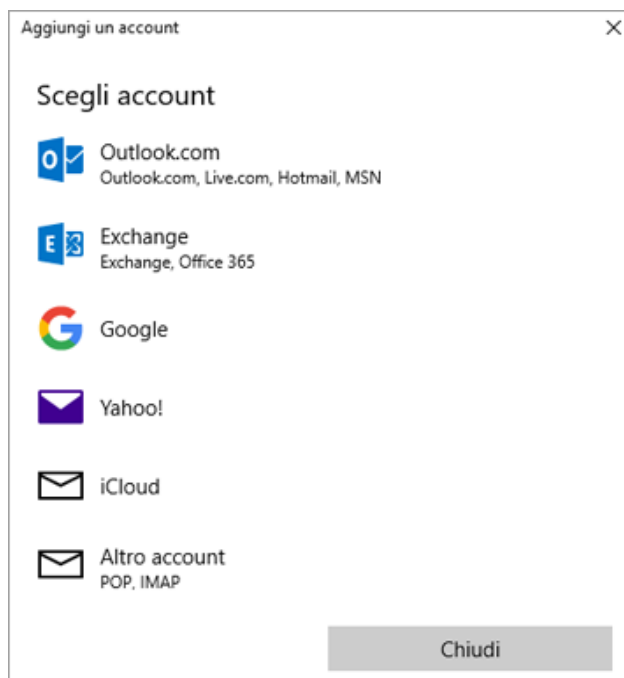 Aggiungi un account
Scegli account
Outlook.com
Outlook.com, Live.com, Hotmail, MSN
Exchange
Exchange, Office 365
Google
Yahoo!
iCloud
Altro account
POP, IMAP
Chiudi